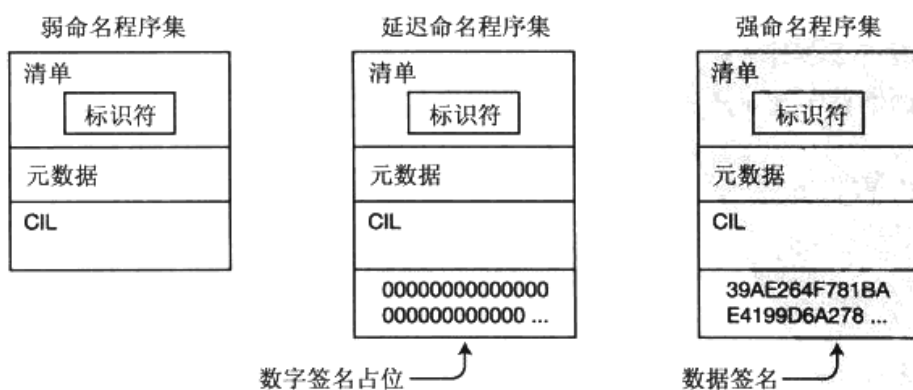 弱命名程序集
延迟命名程序集
强命名程序集
清单
标识符
元数据
CIL
清单
标识符
元数据
CIL
00000000000000
000000000000 ...
清单
标识符
元数据
CIL
39AE264F781BA
E4199D6A278 ...
数字签名占位
数据签名